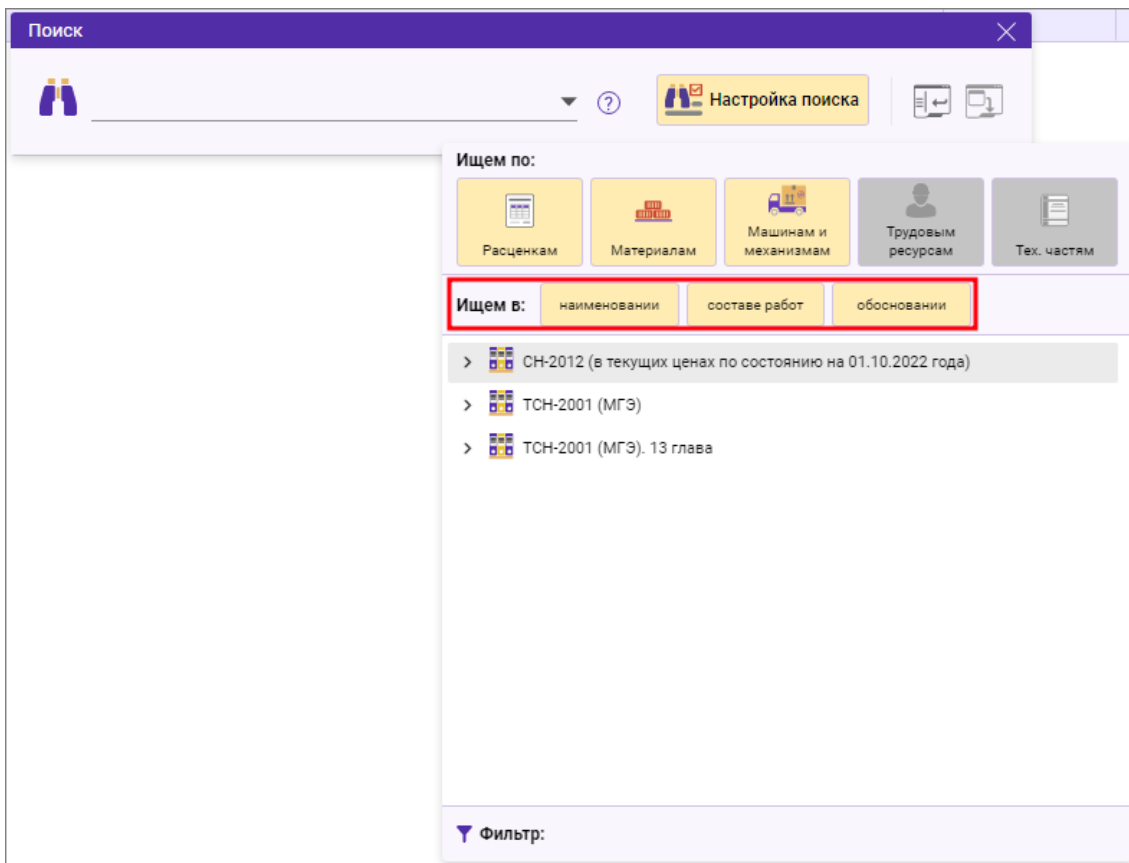 Поиск
? Настройка поиска
Ищем по:
Расценкам
Материалам
Машинам и
механизмам
Трудовым
ресурсам
Тех. частям
Ищем в: наименовании составе работ обосновании
СН-2012 (в текущих ценах по состоянию на 01.10.2022 года)
ТСН-2001 (МГЭ)
ТСН-2001 (МГЭ). 13 глава
Фильтр: